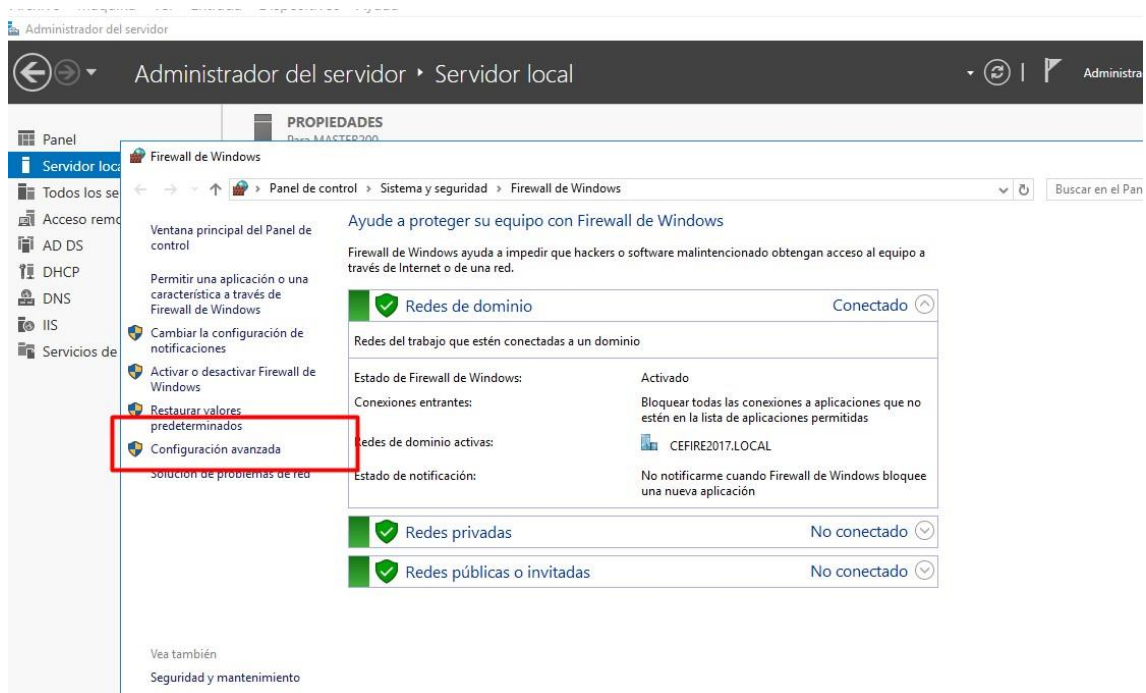 Administrador del servidor
Administrador del servidor ‣ Servidor local
Administra
Panel
Servidor loca
Todos los se
Acceso remo
AD DS
DHCP
DNS
IIS
Servicios de
PROPIEDADES
Para MASTER200
Firewall de Windows
Panel de control > Sistema y seguridad > Firewall de Windows
Buscar en el Pan
Ventana principal del Panel de
control
Permitir una aplicación o una
característica a través de
Firewall de Windows
Cambiar la configuración de
notificaciones
Activar o desactivar Firewall de
Windows
Restaurar valores
predeterminados
Configuración avanzada
Solución de problemas de red
Vea también
Seguridad y mantenimiento
Ayude a proteger su equipo con Firewall de Windows
Firewall de Windows ayuda a impedir que hackers o software malintencionado obtengan acceso al equipo a
través de Internet o de una red.
Redes de dominio Conectado
Redes del trabajo que estén conectadas a un dominio
Estado de Firewall de Windows: Activado
Conexiones entrantes: Bloquear todas las conexiones a aplicaciones que no
estén en la lista de aplicaciones permitidas
Redes de dominio activas: CEFIRE2017.LOCAL
Estado de notificación: No notificarme cuando Firewall de Windows bloquee
una nueva aplicación
Redes privadas No conectado
Redes públicas o invitadas No conectado